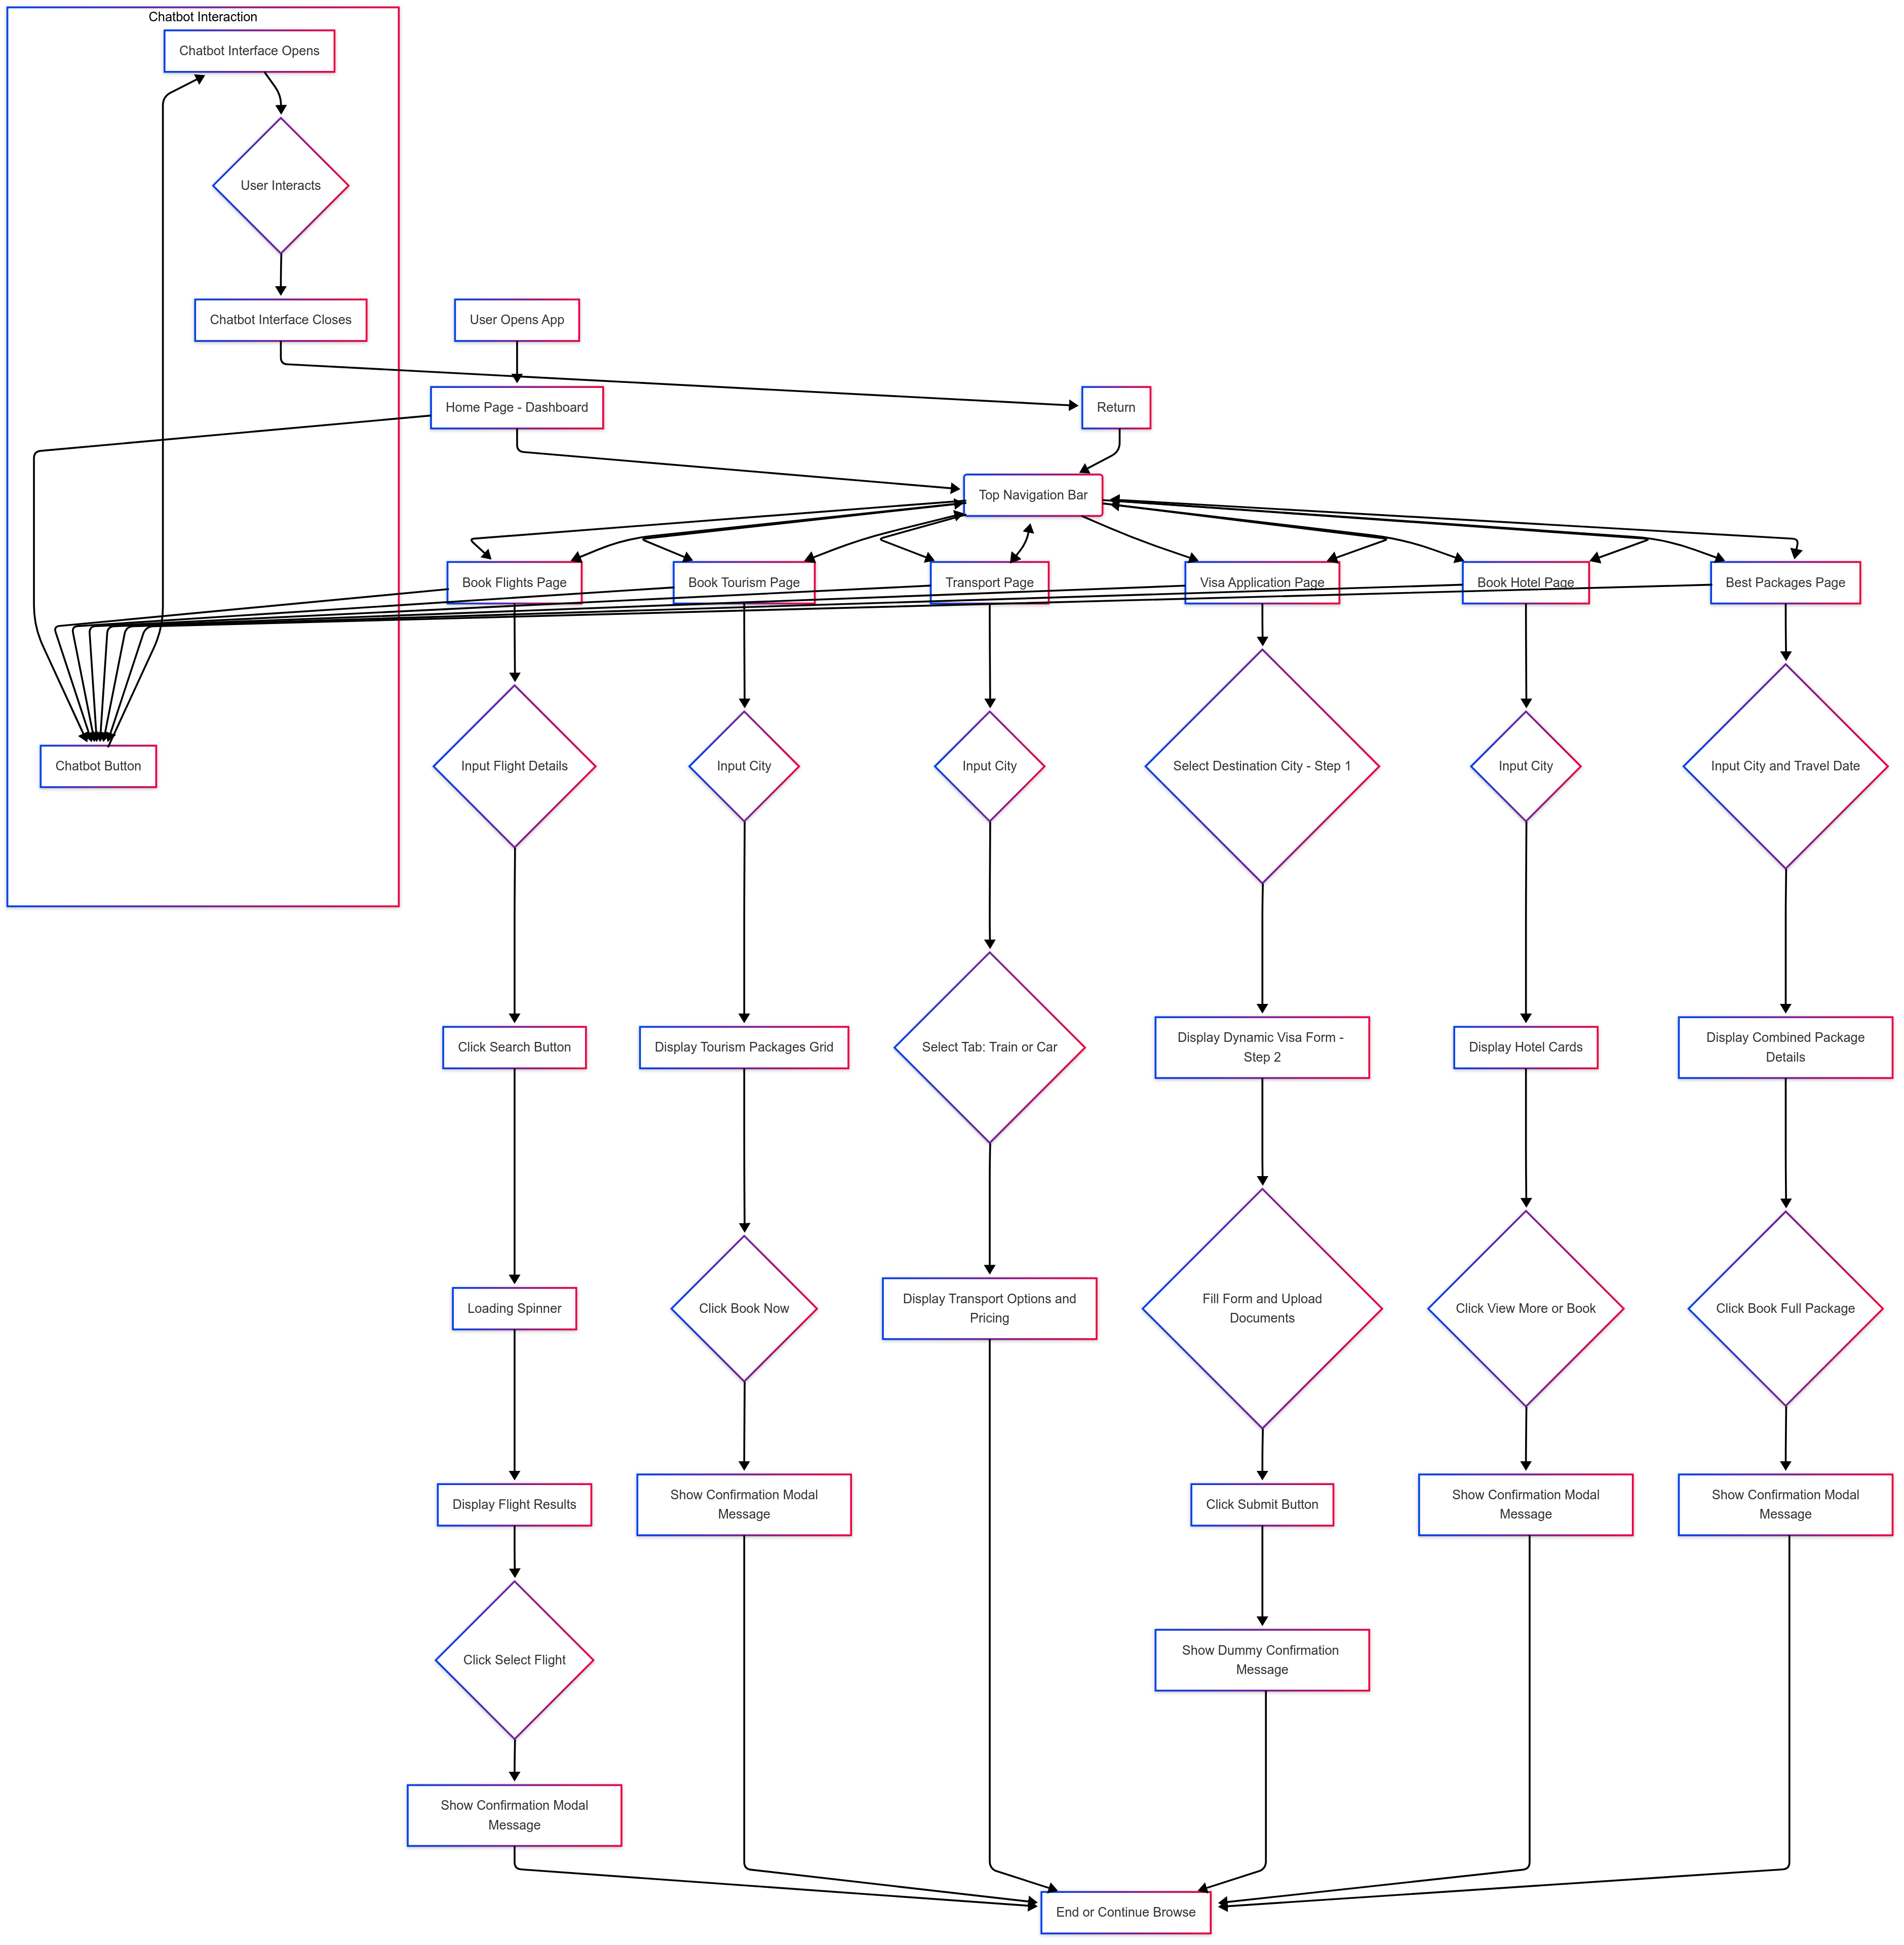 Chatbot Interaction
Chatbot Interface Opens
User Interacts
Chatbot Interface Closes
User Opens App
Home Page - Dashboard
Return
Top Navigation Bar
Book Flights Page
Book Tourism Page
Transport Page
Visa Application Page
Book Hotel Page
Best Packages Page
Chatbot Button
Input Flight Details
Input City
Input City
Select Destination City - Step 1
Input City
Input City and Travel Date
Click Search Button
Display Tourism Packages Grid
Select Tab: Train or Car
Display Dynamic Visa Form -
Step 2
Display Hotel Cards
Display Combined Package
Details
Loading Spinner
Click Book Now
Display Transport Options and
Pricing
Fill Form and Upload
Documents
Click View More or Book
Click Book Full Package
Display Flight Results
Show Confirmation Modal
Message
Click Submit Button
Show Confirmation Modal
Message
Show Confirmation Modal
Message
Click Select Flight
Show Dummy Confirmation
Message
Show Confirmation Modal
Message
End or Continue Browse